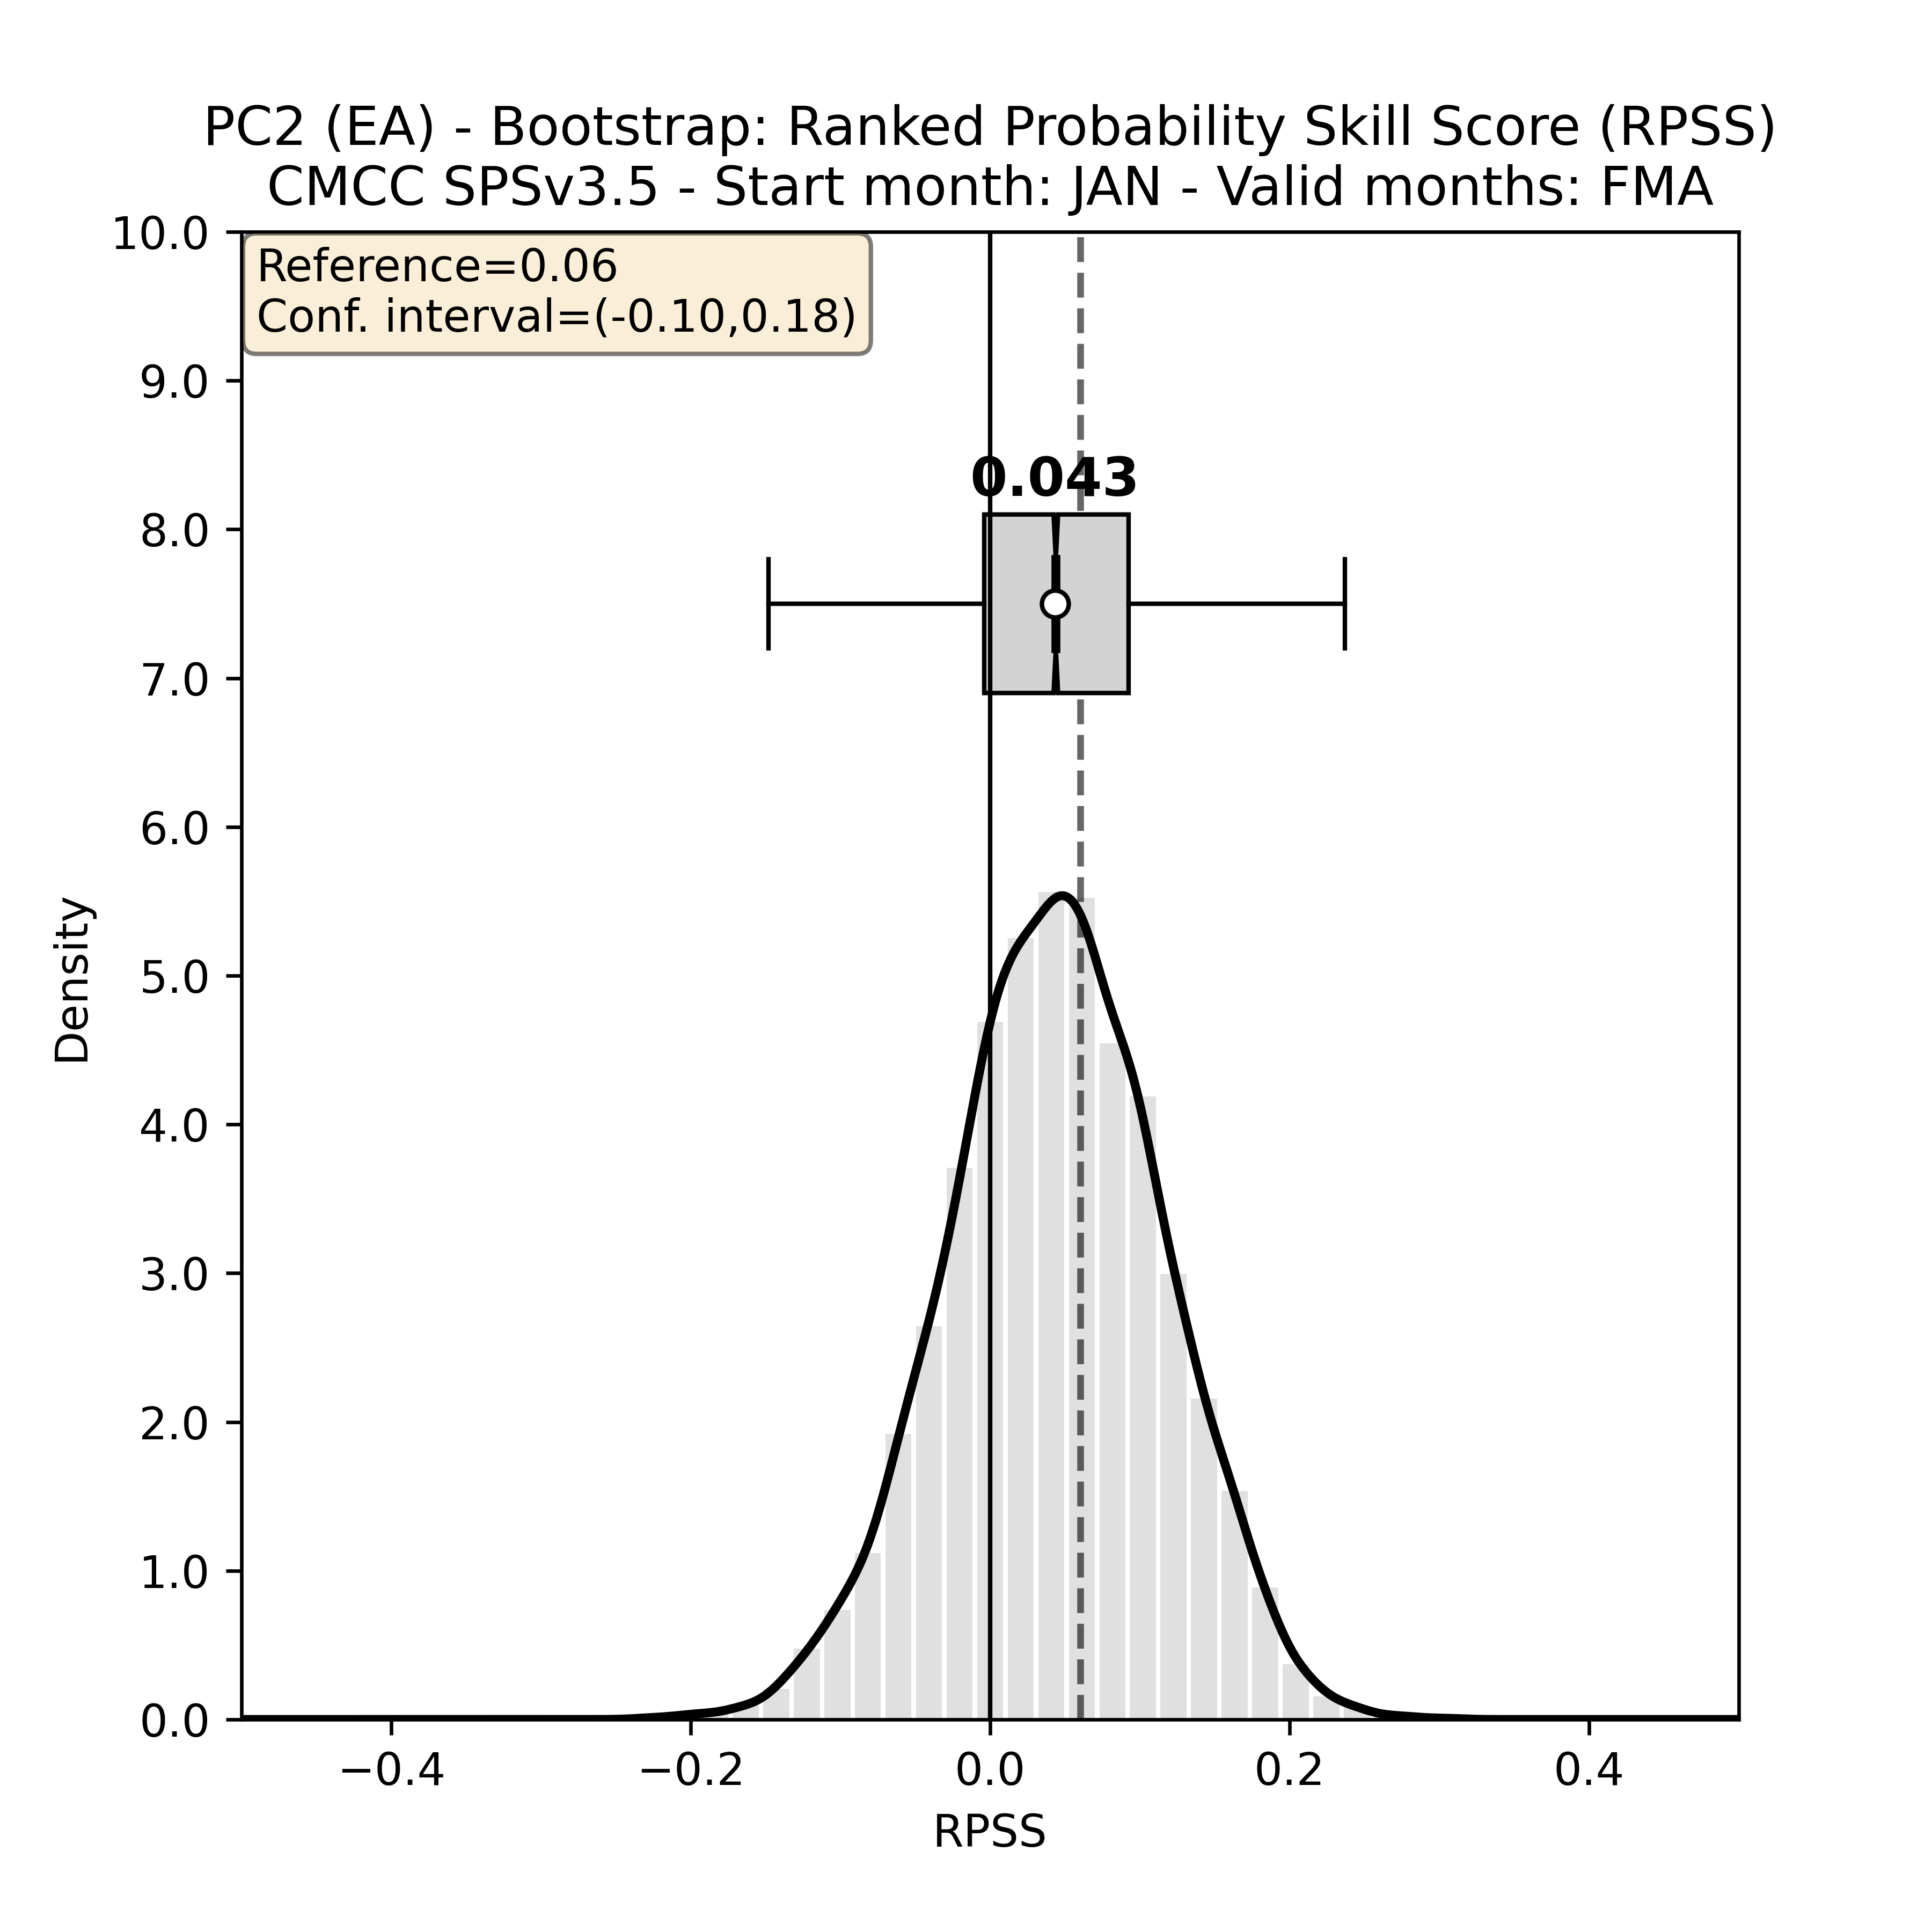 PC2 (EA) - Bootstrap: Ranked Probability Skill Score (RPSS)
CMCC SPSv3.5 - Start month: JAN - Valid months: FMA
Reference=0.06
Conf. interval=(-0.10,0.18)
0.043
10.0
9.0
8.0
7.0
6.0
5.0
4.0
3.0
2.0
1.0
0.0
Density
−0.4 −0.2 0.0 0.2 0.4
RPSS